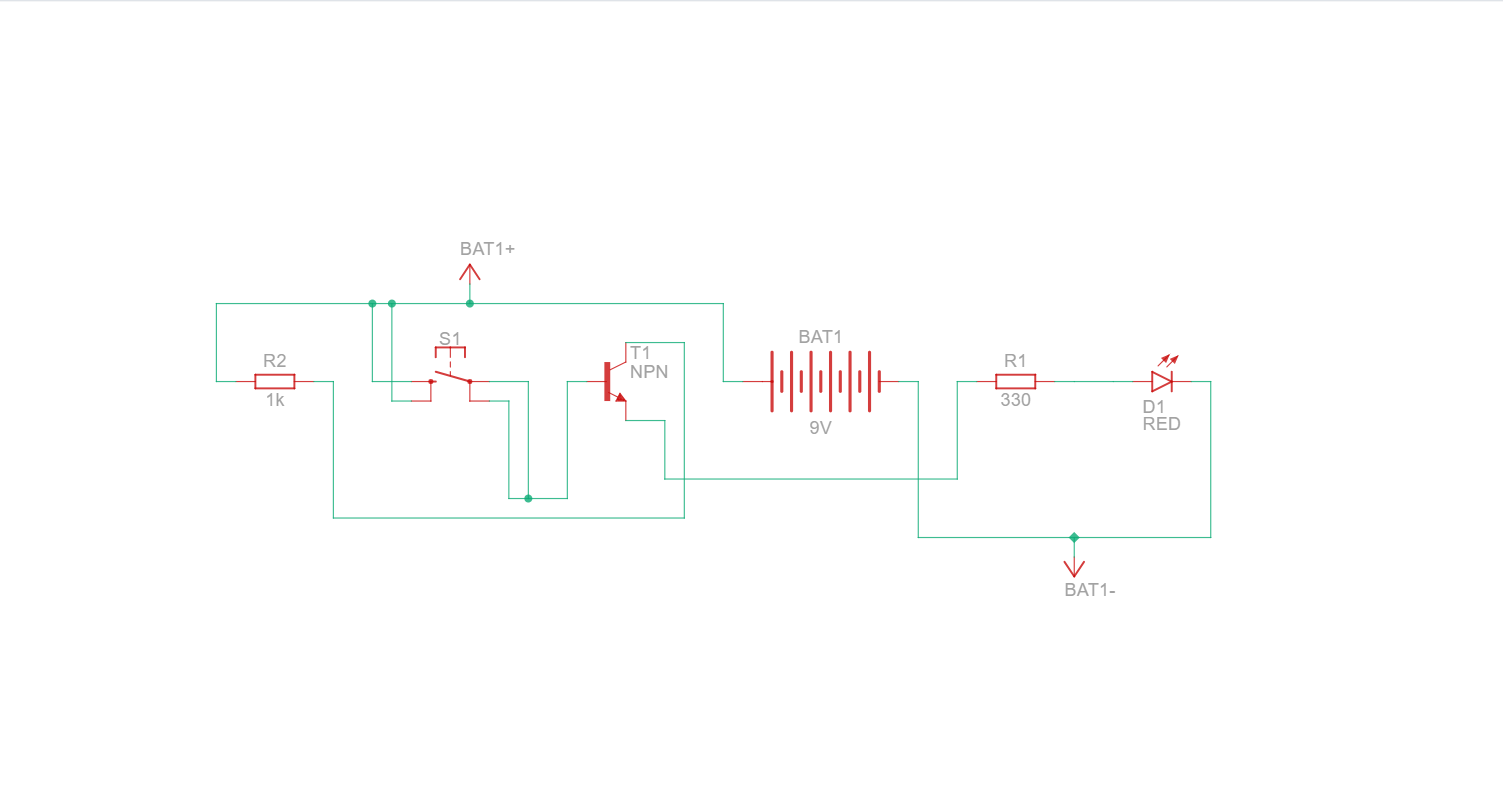 BAT1+
S1
R2
1k
T1
NPN
BAT1
9V
R1
330
D1
RED
BAT1-